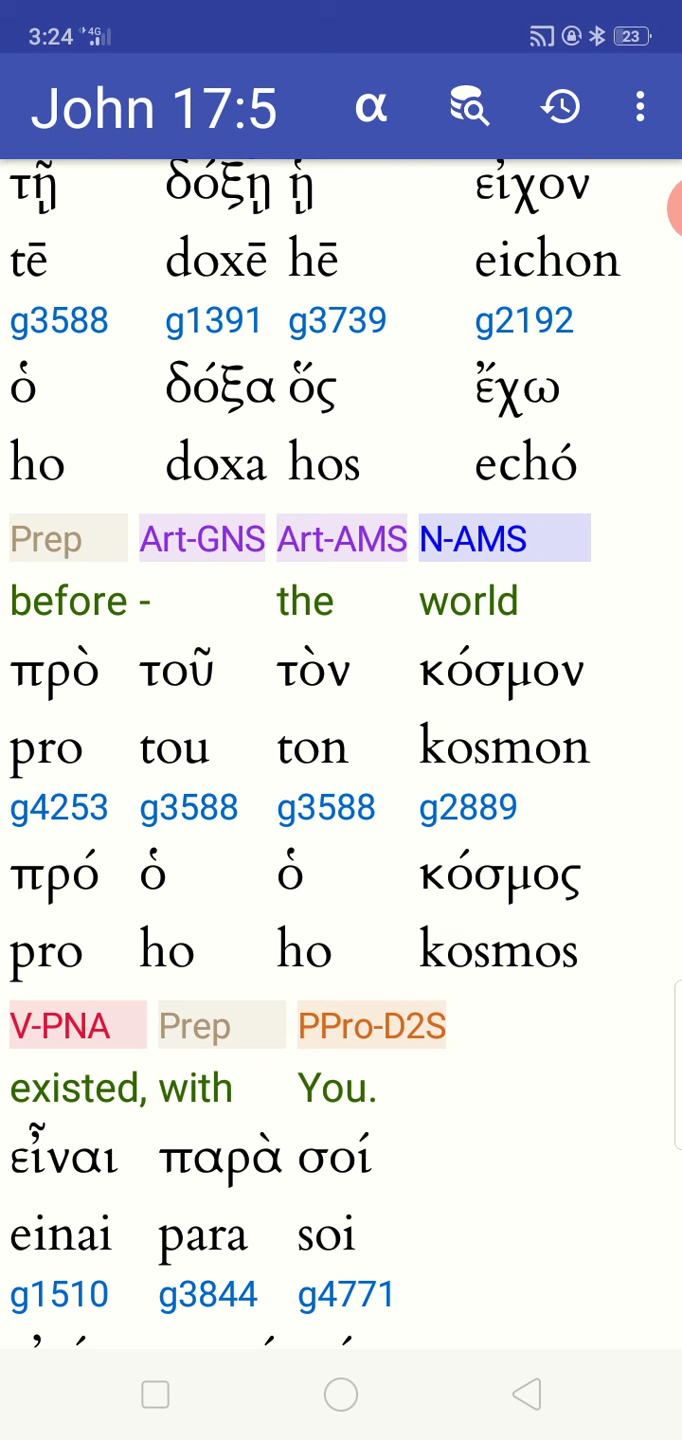 3:24 4G 23
John 17:5 α
τῇ δόξῃ ᾗ εἶχον
tē doxē hē eichon
g3588 g1391 g3739 g2192
ὁ δόξα ὅς ἔχω
ho doxa hos echó
Prep Art-GNS Art-AMS N-AMS
before - the world
πρὸ τοῦ τὸν κόσμον
pro tou ton kosmon
g4253 g3588 g3588 g2889
πρό ὁ ὁ κόσμος
pro ho ho kosmos
V-PNA Prep PPro-D2S
existed, with You.
εἶναι παρὰ σοί
einai para soi
g1510 g3844 g4771